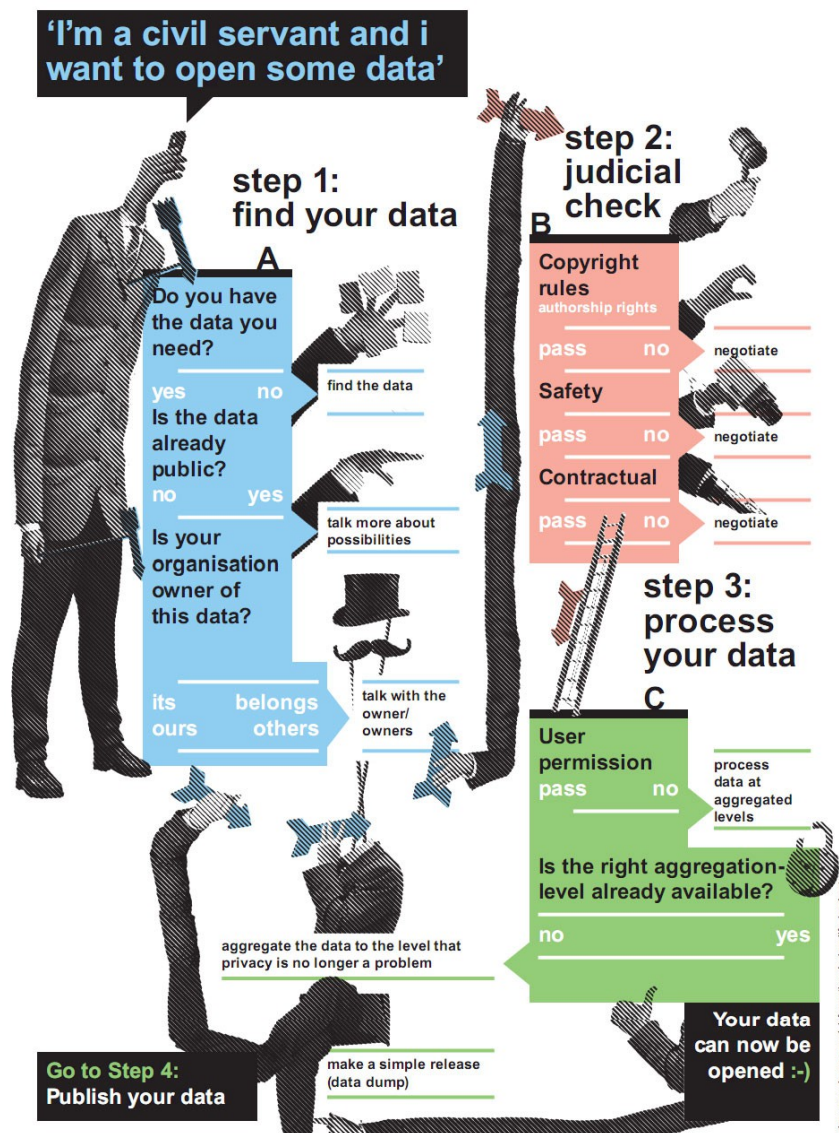 ‘I’m a civil servant and i
want to open some data’
step 1:
find your data
A
Do you have
the data you
need?
yes no
find the data
Is the data
already
public?
no yes
talk more about
possibilities
Is your
organisation
owner of
this data?
its belongs
ours others
talk with the
owner/
owners
step 2:
judicial
check
B
Copyright
rules
authorship rights
pass no
negotiate
Safety
pass no
negotiate
Contractual
pass no
negotiate
step 3:
process
your data
C
User
permission
pass no
process
data at
aggregated
levels
Is the right aggregation-
level already available?
no yes
aggregate the data to the level that
privacy is no longer a problem
make a simple release
(data dump)
Your data
can now be
opened :-)
Go to Step 4:
Publish your data